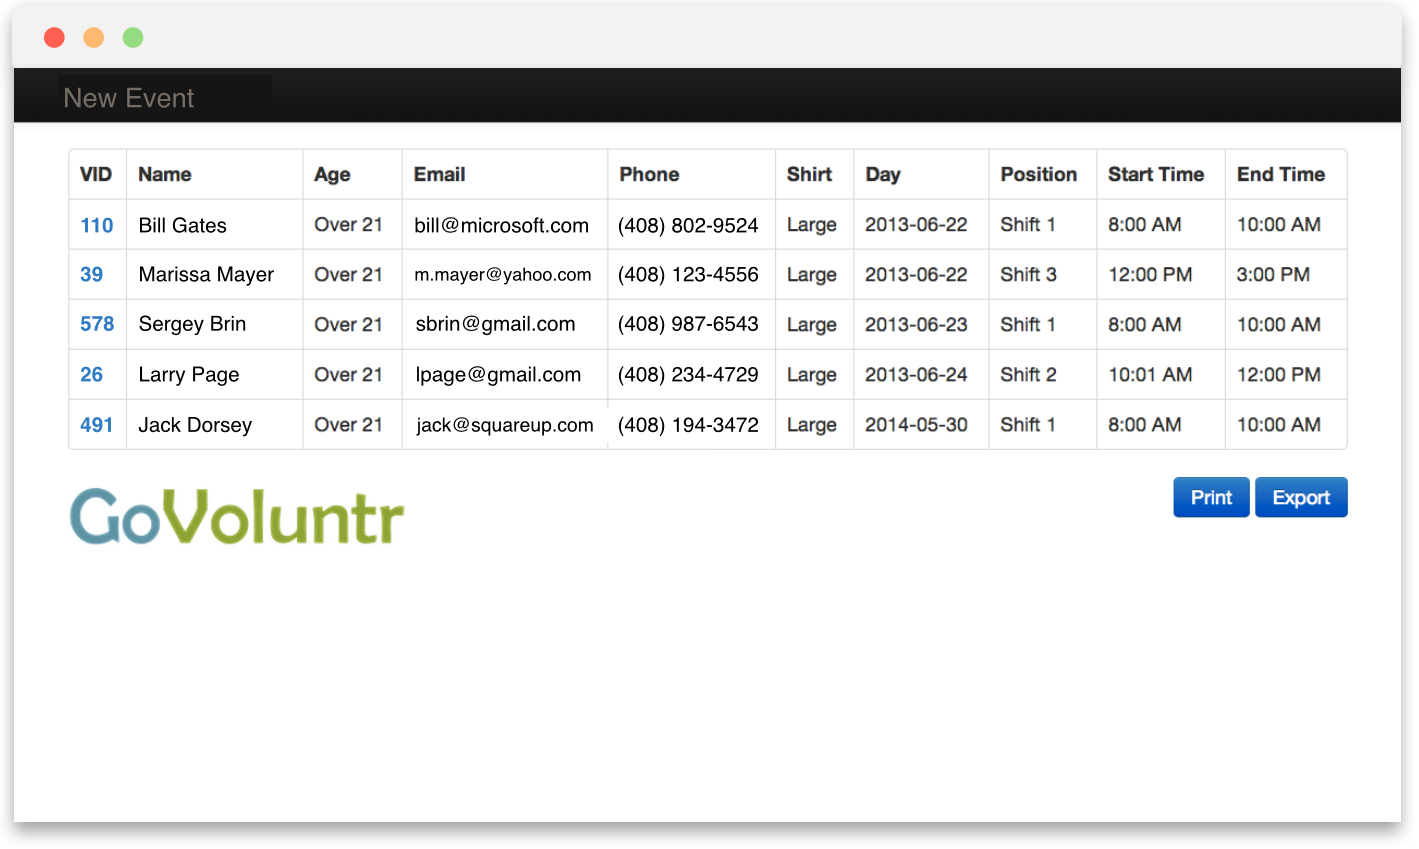 New Event
VID Name Age Email Phone Shirt Day Position Start Time End Time
110 Bill Gates Over 21 bill@microsoft.com (408) 802-9524 Large 2013-06-22 Shift 1 8:00 AM 10:00 AM
39 Marissa Mayer Over 21 m.mayer@yahoo.com (408) 123-4556 Large 2013-06-22 Shift 3 12:00 PM 3:00 PM
578 Sergey Brin Over 21 sbrin@gmail.com (408) 987-6543 Large 2013-06-23 Shift 1 8:00 AM 10:00 AM
26 Larry Page Over 21 lpage@gmail.com (408) 234-4729 Large 2013-06-24 Shift 2 10:01 AM 12:00 PM
491 Jack Dorsey Over 21 jack@squareup.com (408) 194-3472 Large 2014-05-30 Shift 1 8:00 AM 10:00 AM
GoVoluntr Print Export